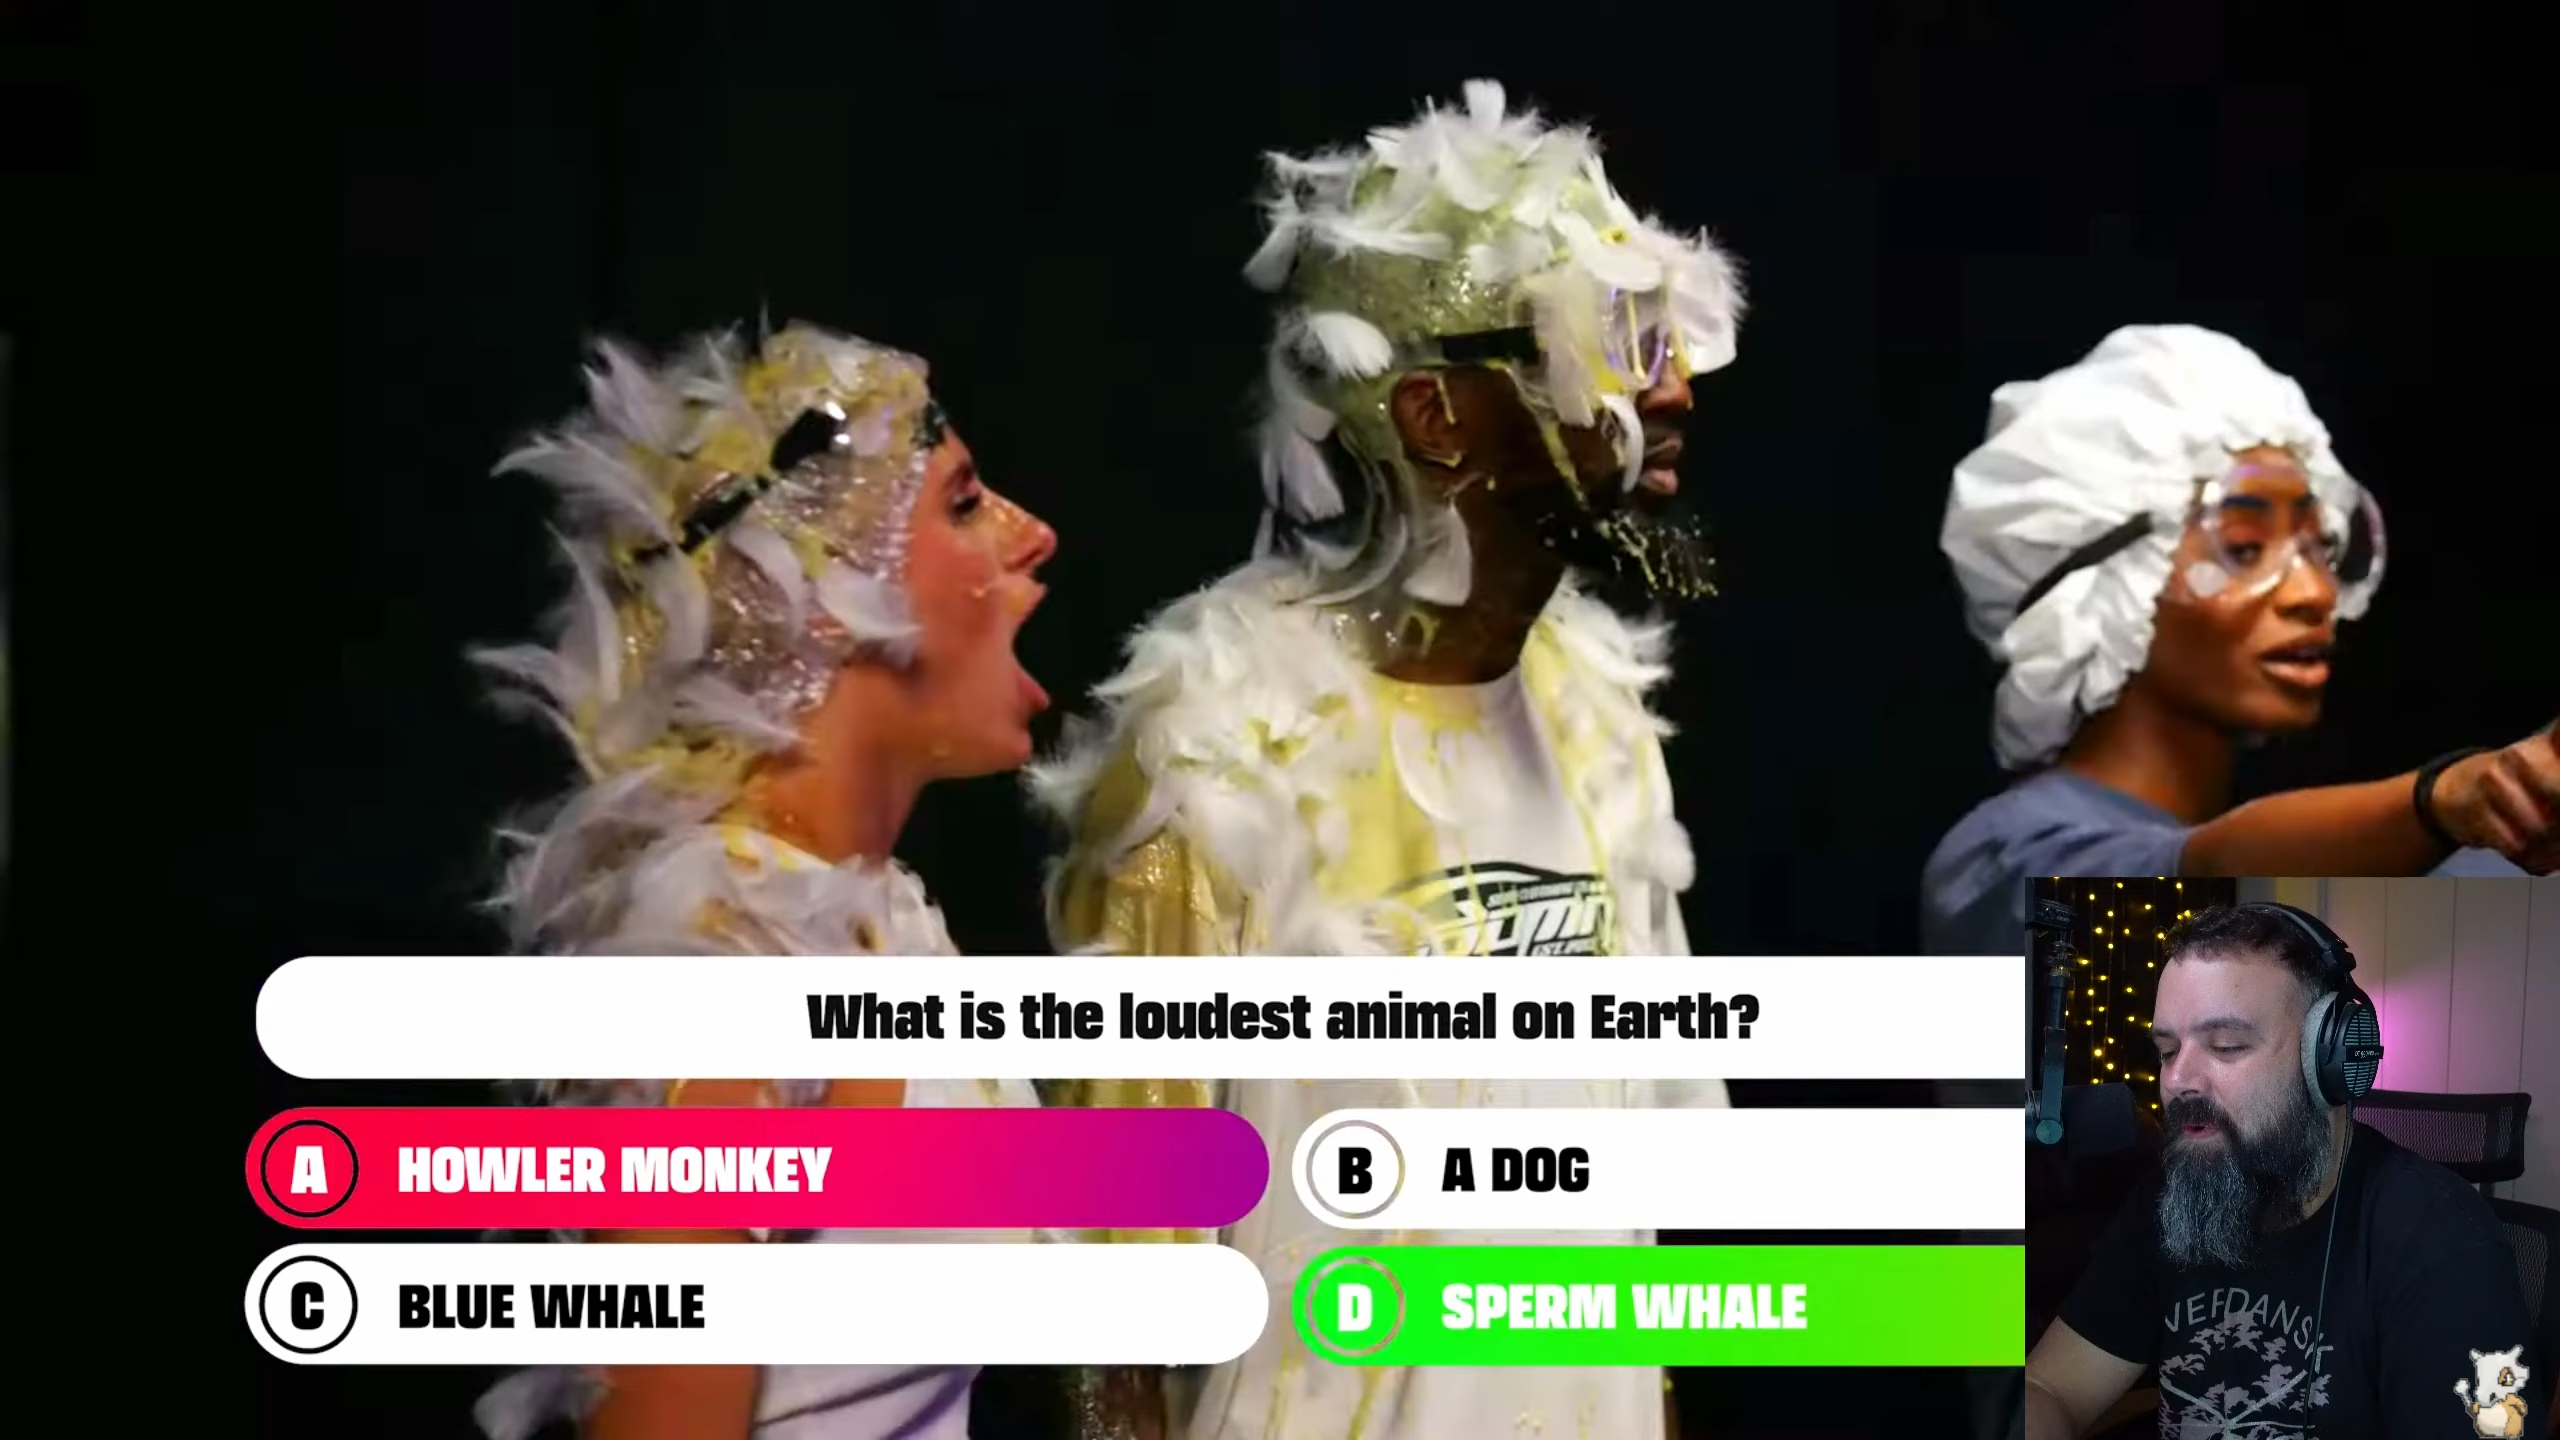 What is the loudest animal on Earth?
A HOWLER MONKEY
B A DOG
C BLUE WHALE
D SPERM WHALE